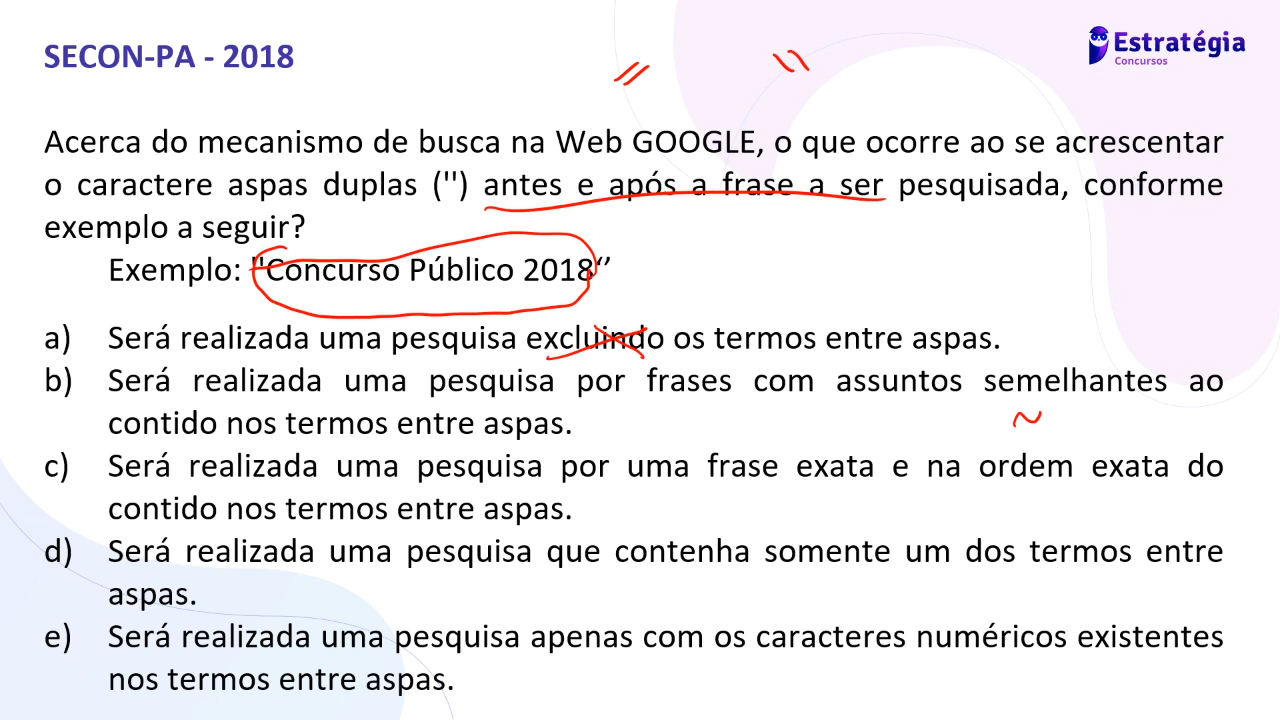 SECON-PA - 2018
Estratégia
Concursos
Acerca do mecanismo de busca na Web GOOGLE, o que ocorre ao se acrescentar
o caractere aspas duplas (") antes e após a frase a ser pesquisada, conforme
exemplo a seguir?
Exemplo: "Concurso Público 2018"
a) Será realizada uma pesquisa excluindo os termos entre aspas.
b) Será realizada uma pesquisa por frases com assuntos semelhantes ao
contido nos termos entre aspas.
c) Será realizada uma pesquisa por uma frase exata e na ordem exata do
contido nos termos entre aspas.
d) Será realizada uma pesquisa que contenha somente um dos termos entre
aspas.
e) Será realizada uma pesquisa apenas com os caracteres numéricos existentes
nos termos entre aspas.